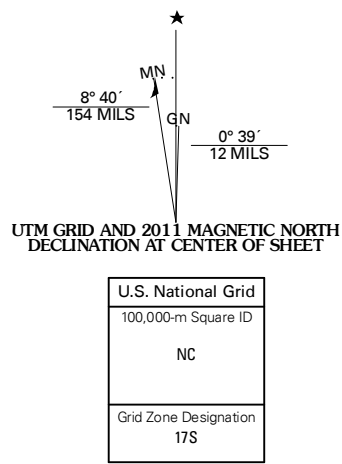 MN
GN
8° 40´
154 MILS
0° 39´
12 MILS
UTM GRID AND 2011 MAGNETIC NORTH
DECLINATION AT CENTER OF SHEET
U.S. National Grid
100,000-m Square ID
NC
Grid Zone Designation
17S